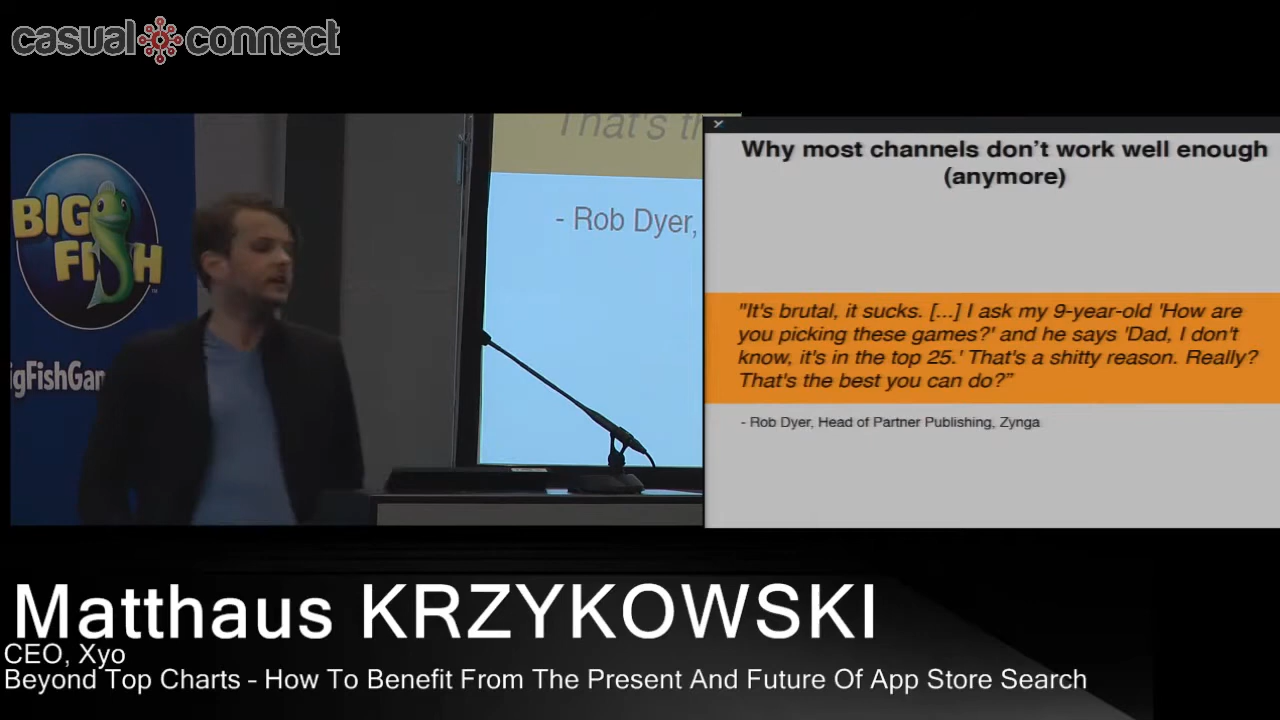 casual connect
BIG
FISH
igFishGam
That's th
- Rob Dyer,
Why most channels don't work well enough
(anymore)
"It's brutal, it sucks. [...] I ask my 9-year-old 'How are
you picking these games?' and he says 'Dad, I don't
know, it's in the top 25.' That's a shitty reason. Really?
That's the best you can do?”
- Rob Dyer, Head of Partner Publishing, Zynga
Matthaus KRZYKOWSKI
CEO, Xyo
Beyond Top Charts - How To Benefit From The Present And Future Of App Store Search